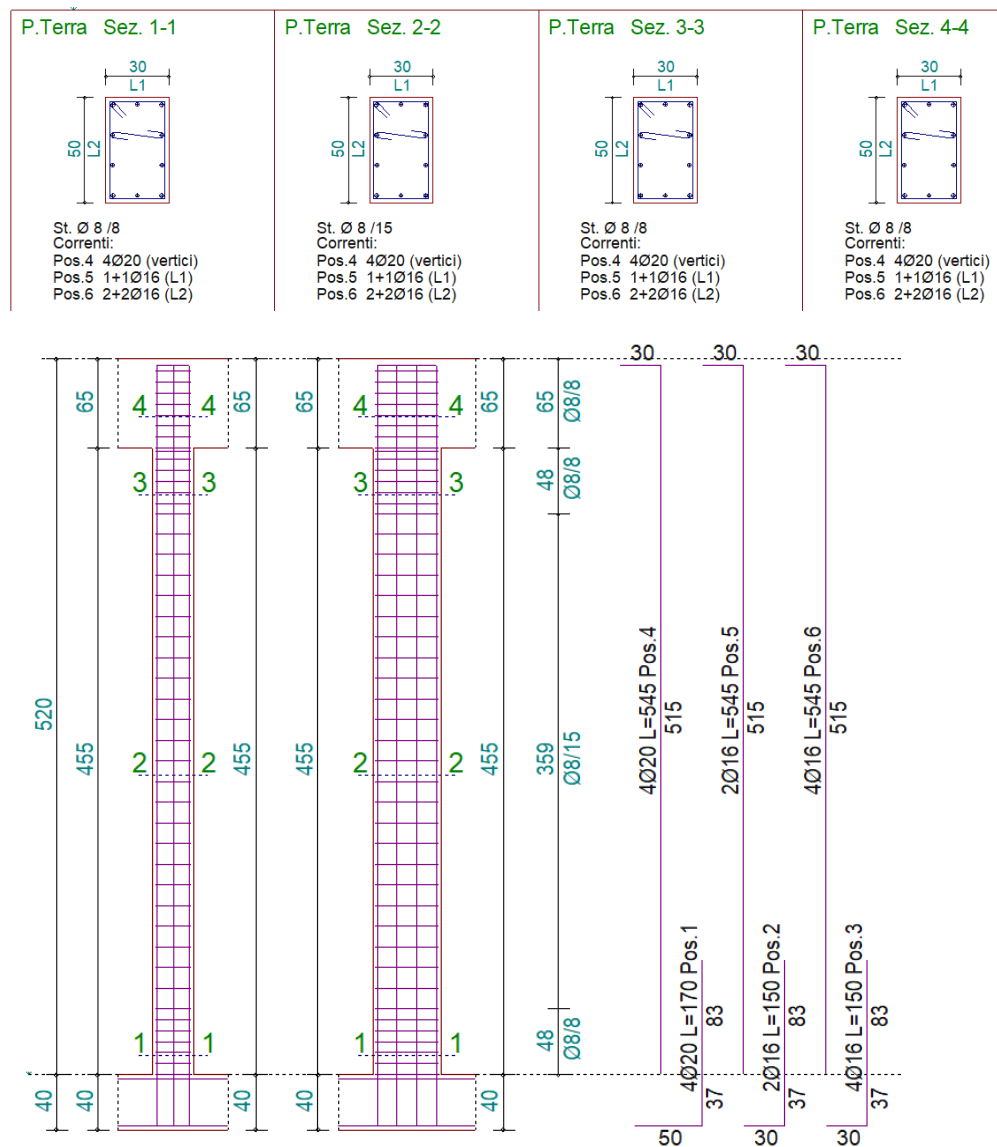 P.Terra Sez. 1-1
30
L1
50
L2
St. Ø 8 /8
Correnti:
Pos.4 4Ø20 (vertici)
Pos.5 1+1Ø16 (L1)
Pos.6 2+2Ø16 (L2)
P.Terra Sez. 2-2
30
L1
50
L2
St. Ø 8 /15
Correnti:
Pos.4 4Ø20 (vertici)
Pos.5 1+1Ø16 (L1)
Pos.6 2+2Ø16 (L2)
P.Terra Sez. 3-3
30
L1
50
L2
St. Ø 8 /8
Correnti:
Pos.4 4Ø20 (vertici)
Pos.5 1+1Ø16 (L1)
Pos.6 2+2Ø16 (L2)
P.Terra Sez. 4-4
30
L1
50
L2
St. Ø 8 /8
Correnti:
Pos.4 4Ø20 (vertici)
Pos.5 1+1Ø16 (L1)
Pos.6 2+2Ø16 (L2)
520
40
65
455
40
4 4
3 3
2 2
1 1
65
455
40
65
455
4 4
3 3
2 2
1 1
65
455
40
65
Ø8/8
48
Ø8/8
359
Ø8/15
48
Ø8/8
30
4Ø20 L=545 Pos.4
515
30
2Ø16 L=545 Pos.5
515
30
4Ø16 L=545 Pos.6
515
4Ø20 L=170 Pos.1
83
37
50
2Ø16 L=150 Pos.2
83
37
30
4Ø16 L=150 Pos.3
83
37
30